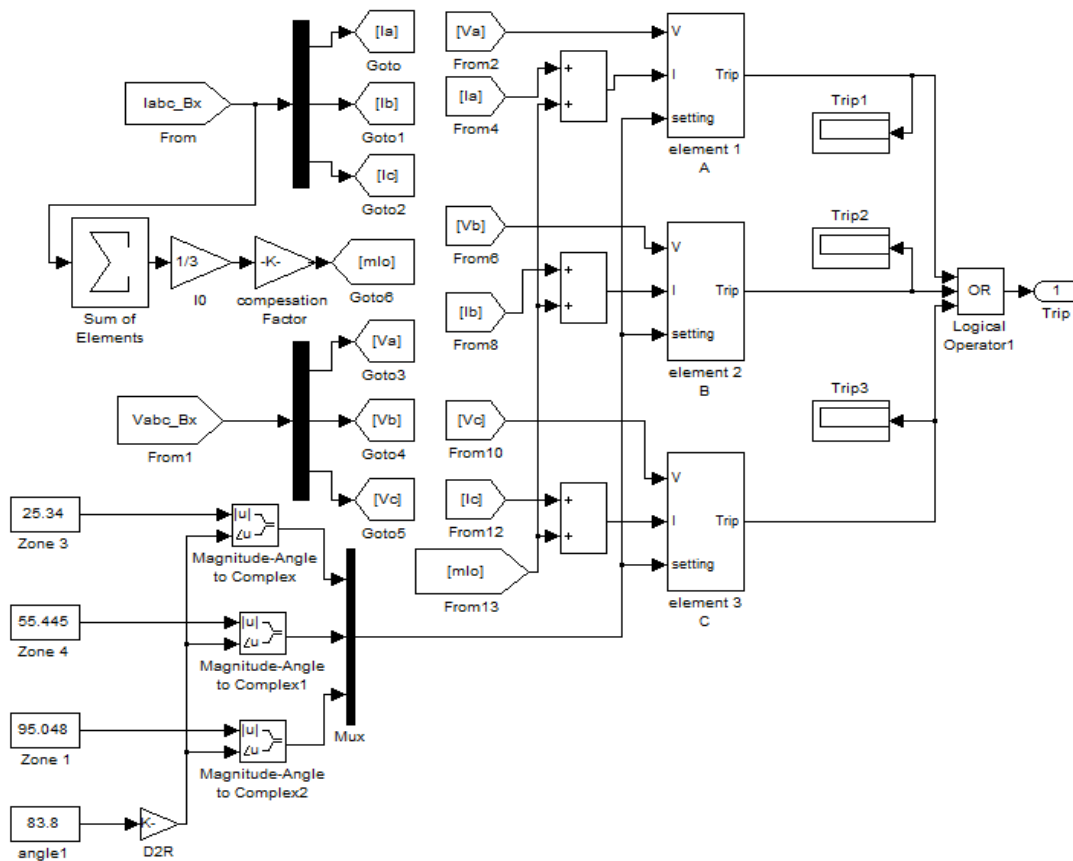 [Ia]
Goto
Iabc_Bx
From
[Ib]
Goto1
[Ic]
Goto2
1/3
I0
-K-
compesation
Factor
[mIo]
Goto6
Sum of
Elements
[Va]
Goto3
Vabc_Bx
From1
[Vb]
Goto4
[Vc]
Goto5
25.34
Zone 3
|u|
∠u
Magnitude-Angle
to Complex
55.445
Zone 4
|u|
∠u
Magnitude-Angle
to Complex1
95.048
Zone 1
|u|
∠u
Magnitude-Angle
to Complex2
Mux
83.8
angle1
K-
D2R
[Va]
From2
[Ia]
From4
+
+
V
I
Trip
setting
element 1
A
Trip1
[Vb]
From6
[Ib]
From8
+
+
V
I
Trip
setting
element 2
B
Trip2
OR
Logical
Operator1
1
Trip
[Vc]
From10
[Ic]
From12
[mIo]
From13
+
+
V
I
Trip
setting
element 3
C
Trip3